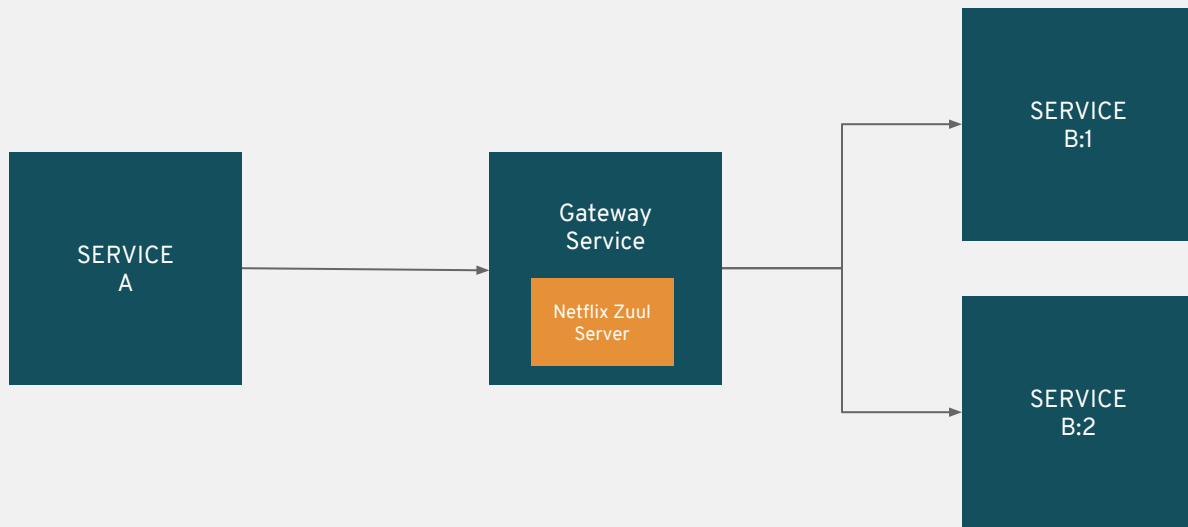 SERVICE
A
Gateway
Service
Netflix Zuul
Server
SERVICE
B:1
SERVICE
B:2